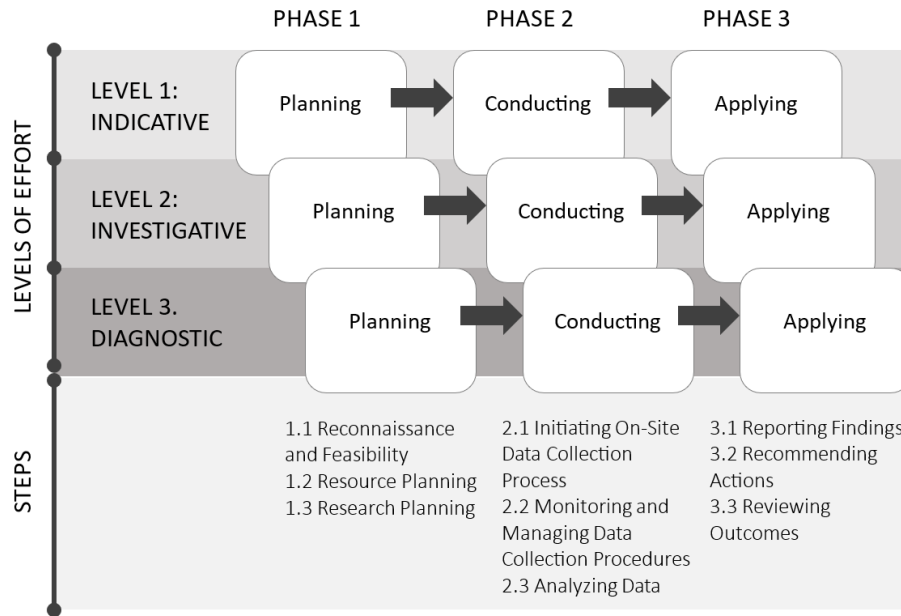 PHASE 1
PHASE 2
PHASE 3
LEVELS OF EFFORT
LEVEL 1:
INDICATIVE
Planning
Conducting
Applying
LEVEL 2:
INVESTIGATIVE
Planning
Conducting
Applying
LEVEL 3.
DIAGNOSTIC
Planning
Conducting
Applying
STEPS
1.1 Reconnaissance
and Feasibility
1.2 Resource Planning
1.3 Research Planning
2.1 Initiating On-Site
Data Collection
Process
2.2 Monitoring and
Managing Data
Collection Procedures
2.3 Analyzing Data
3.1 Reporting Findings
3.2 Recommending
Actions
3.3 Reviewing
Outcomes